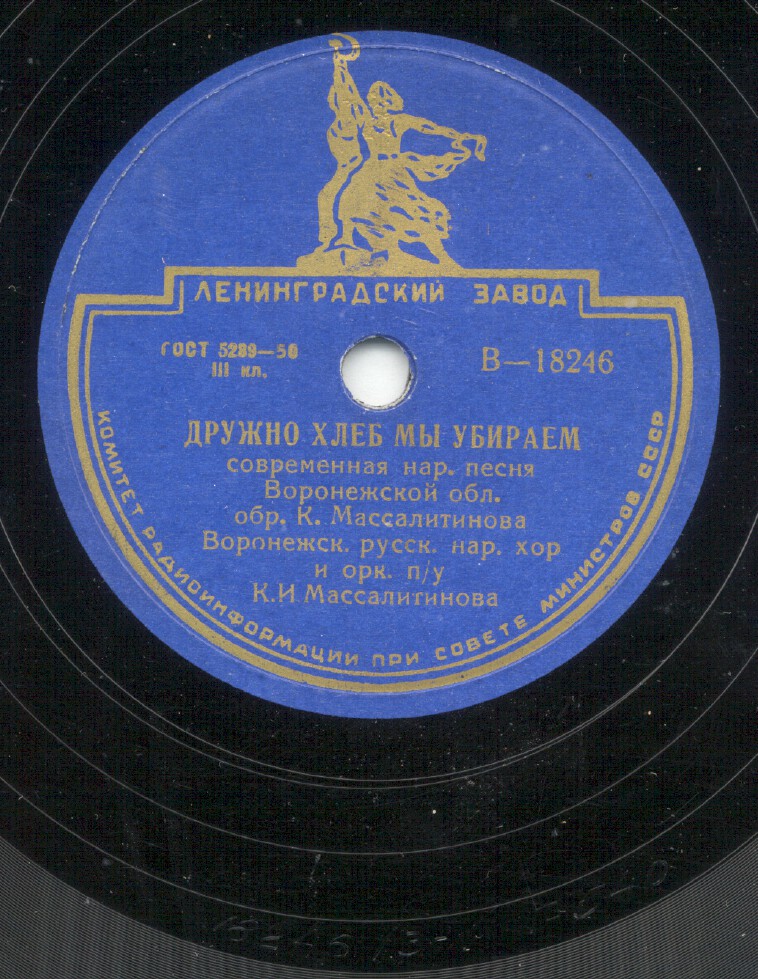 ЛЕНИНГРАДСКИЙ ЗАВОД
ГОСТ 5289—50
III кл.
В—18246
ДРУЖНО ХЛЕБ МЫ УБИРАЕМ
современная нар. песня
Воронежской обл.
обр. К. Массалитинова
Воронежск. русск. нар. хор
и орк. п/у
К.И Массалитинова
КОМИТЕТ РАДИОИНФОРМАЦИИ ПРИ СОВЕТЕ МИНИСТРОВ СССР